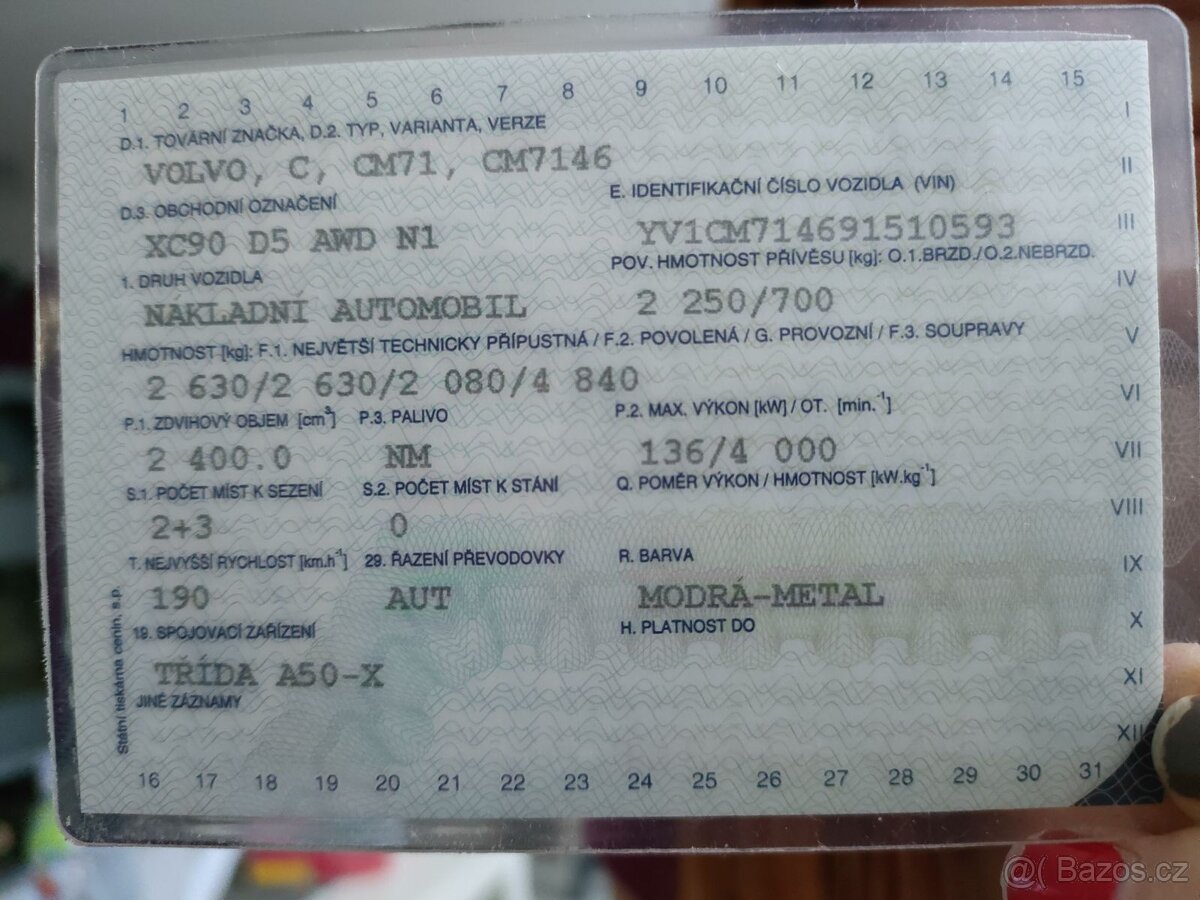 1 2 3 4 5 6 7 8 9 10 11 12 13 14 15
I
D.1. TOVÁRNÍ ZNAČKA, D.2. TYP, VARIANTA, VERZE
VOLVO, C, CM71, CM7146
II
D.3. OBCHODNÍ OZNAČENÍ E. IDENTIFIKAČNÍ ČÍSLO VOZIDLA (VIN)
XC90 D5 AWD N1 YV1CM714691510593
III
1. DRUH VOZIDLA POV. HMOTNOST PŘÍVĚSU [kg]: O.1.BRZD./O.2.NEBRZD.
IV
NÁKLADNÍ AUTOMOBIL 2 250/700
V
HMOTNOST [kg]: F.1. NEJVĚTŠÍ TECHNICKY PŘÍPUSTNÁ / F.2. POVOLENÁ / G. PROVOZNÍ / F.3. SOUPRAVY
2 630/2 630/2 080/4 840
VI
P.1. ZDVIHOVÝ OBJEM [cm³] P.3. PALIVO P.2. MAX. VÝKON [kW] / OT. [min.⁻¹]
2 400.0 NM 136/4 000
VII
S.1. POČET MÍST K SEZENÍ S.2. POČET MÍST K STÁNÍ Q. POMĚR VÝKON / HMOTNOST [kW.kg⁻¹]
2+3 0
VIII
T. NEJVYŠŠÍ RYCHLOST [km.h⁻¹] 29. ŘAZENÍ PŘEVODOVKY R. BARVA
IX
190 AUT MODRÁ-METAL
X
19. SPOJOVACÍ ZAŘÍZENÍ H. PLATNOST DO
TŘÍDA A50-X
XI
JINÉ ZÁZNAMY
XII
Státní tiskárna cenin, s.p.
16 17 18 19 20 21 22 23 24 25 26 27 28 29 30 31
@( Bazos.cz